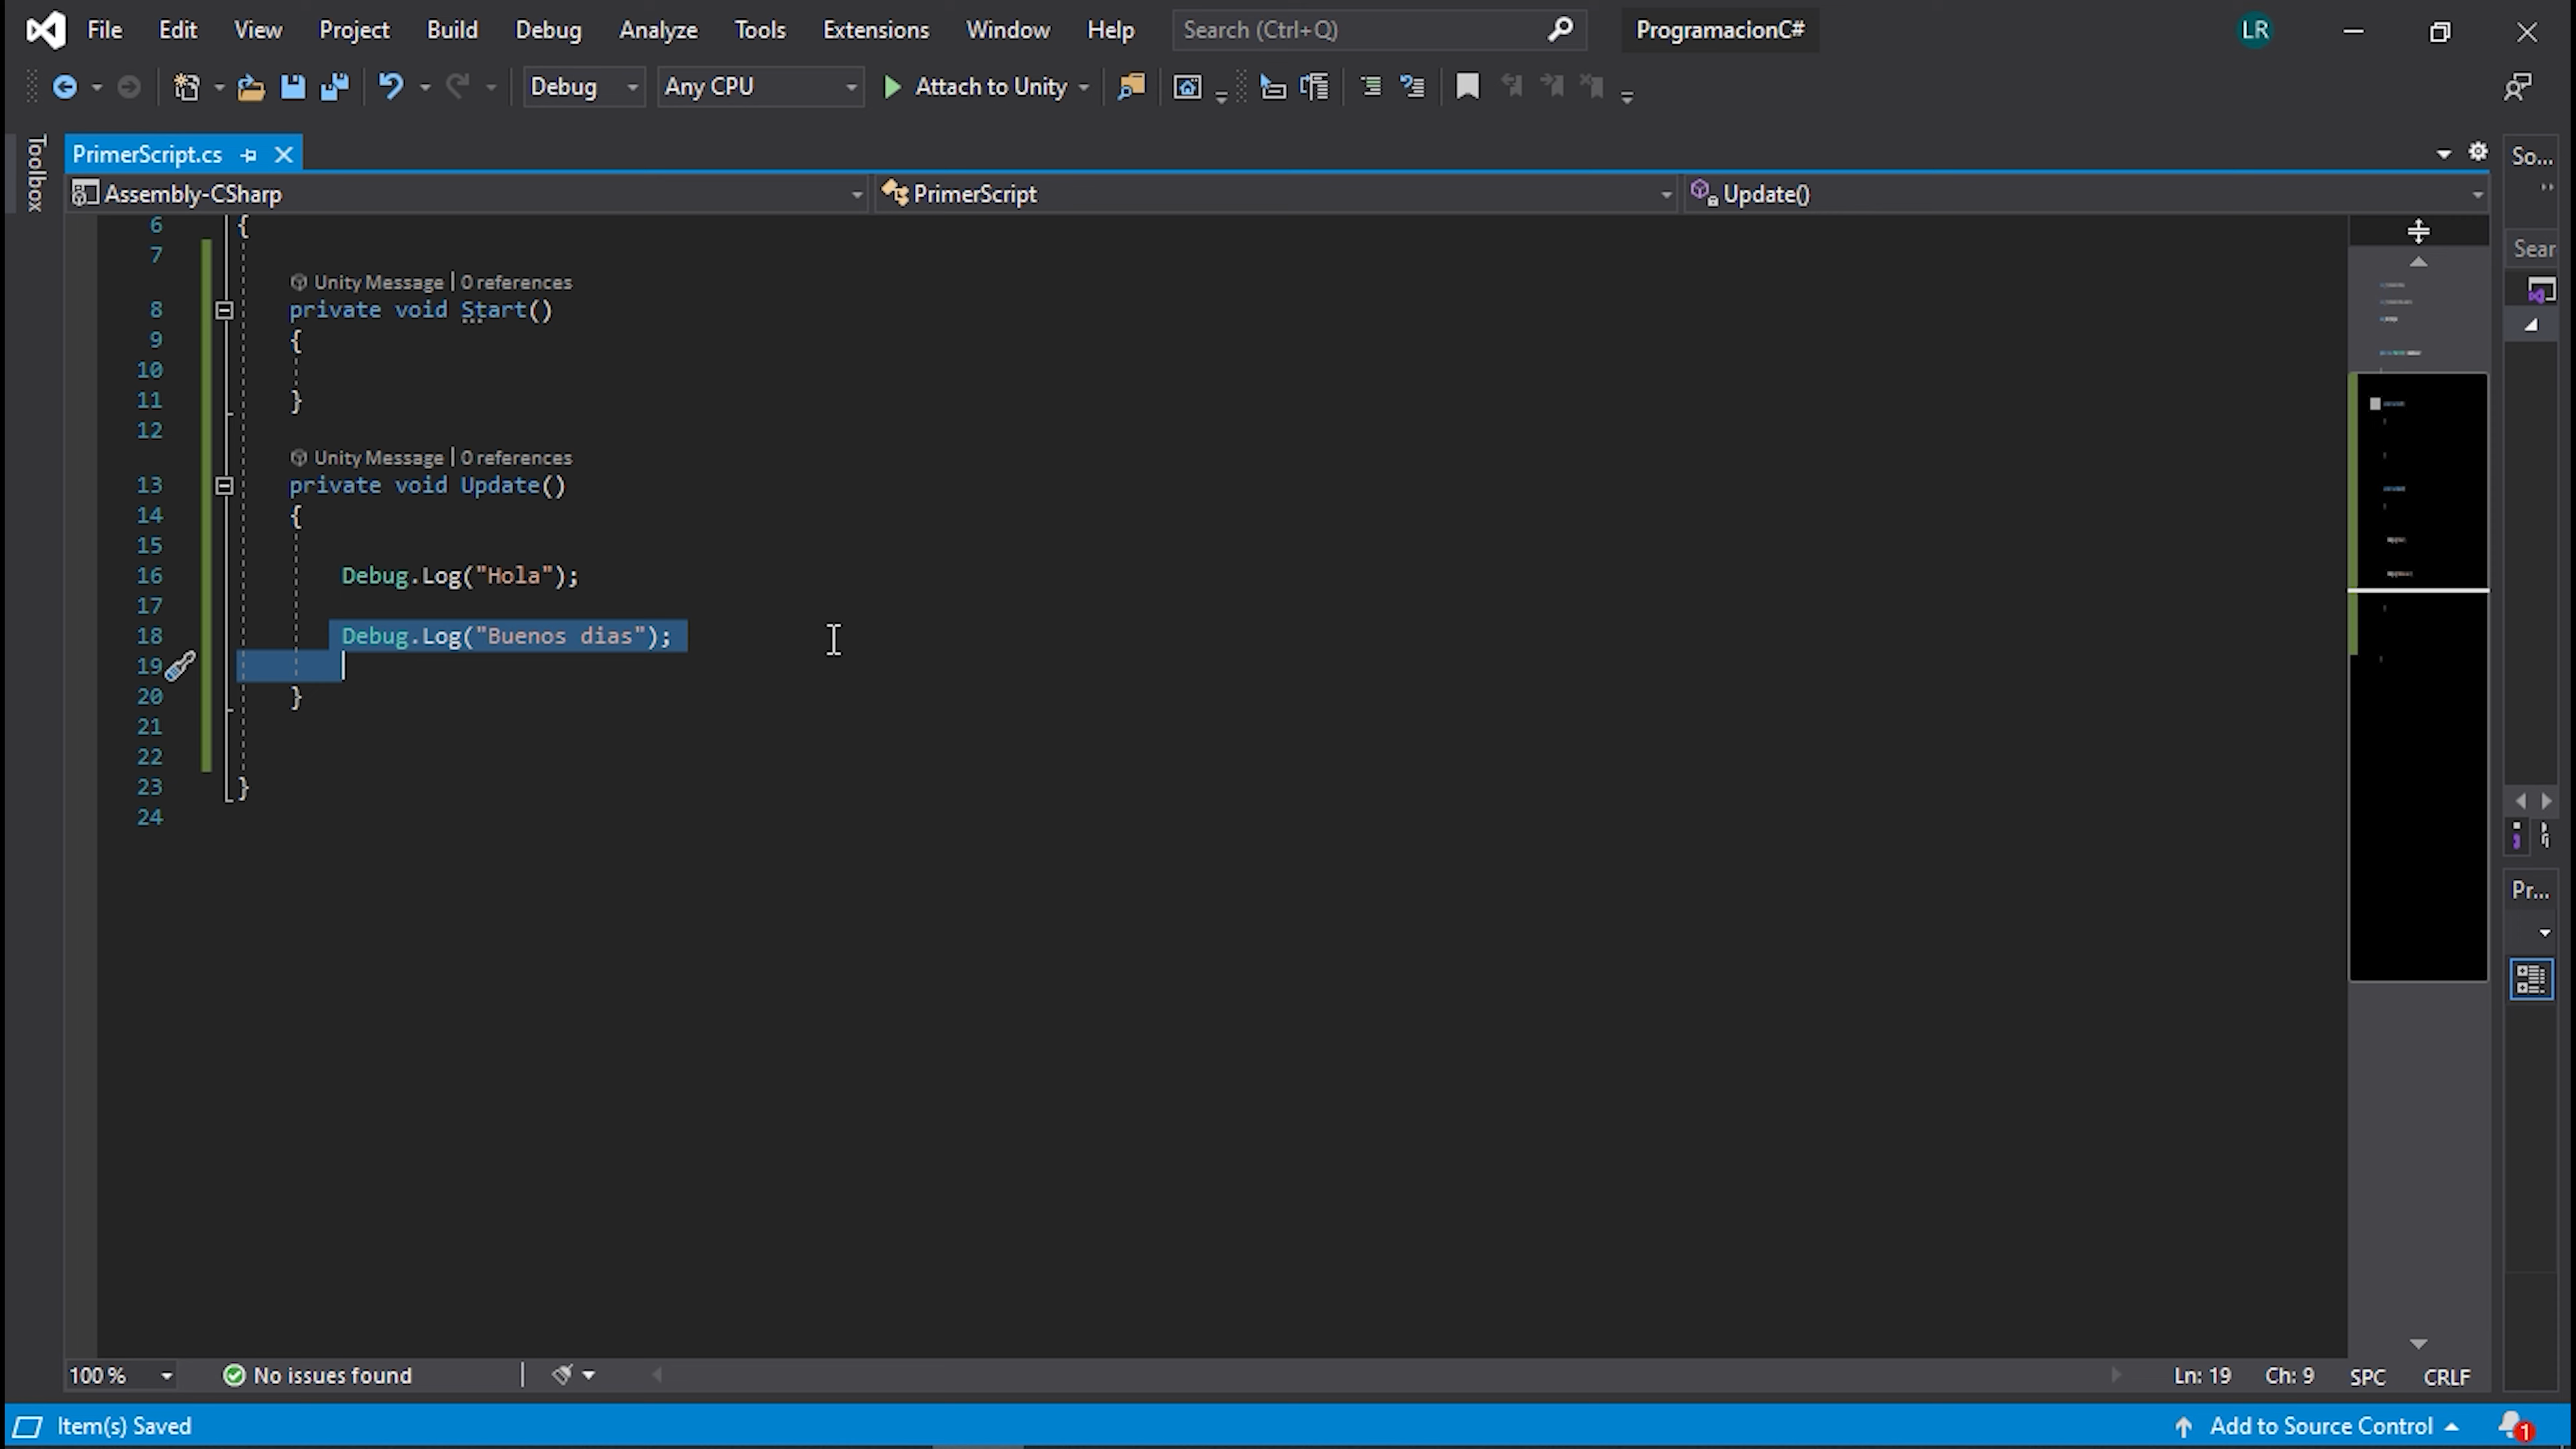 File Edit View Project Build Debug Analyze Tools Extensions Window Help Search (Ctrl+Q) ProgramacionC# LR
Debug Any CPU Attach to Unity
Toolbox
PrimerScript.cs
So...
Assembly-CSharp PrimerScript Update()
6 {
7
Sear
Unity Message | 0 references
8 private void Start()
9 {
10
11 }
12
Unity Message | 0 references
13 private void Update()
14 {
15
16 Debug.Log("Hola");
17
18 Debug.Log("Buenos dias");
19
20 }
21
22
23 }
24
Pr...
100 % No issues found Ln: 19 Ch: 9 SPC CRLF
Item(s) Saved Add to Source Control 1